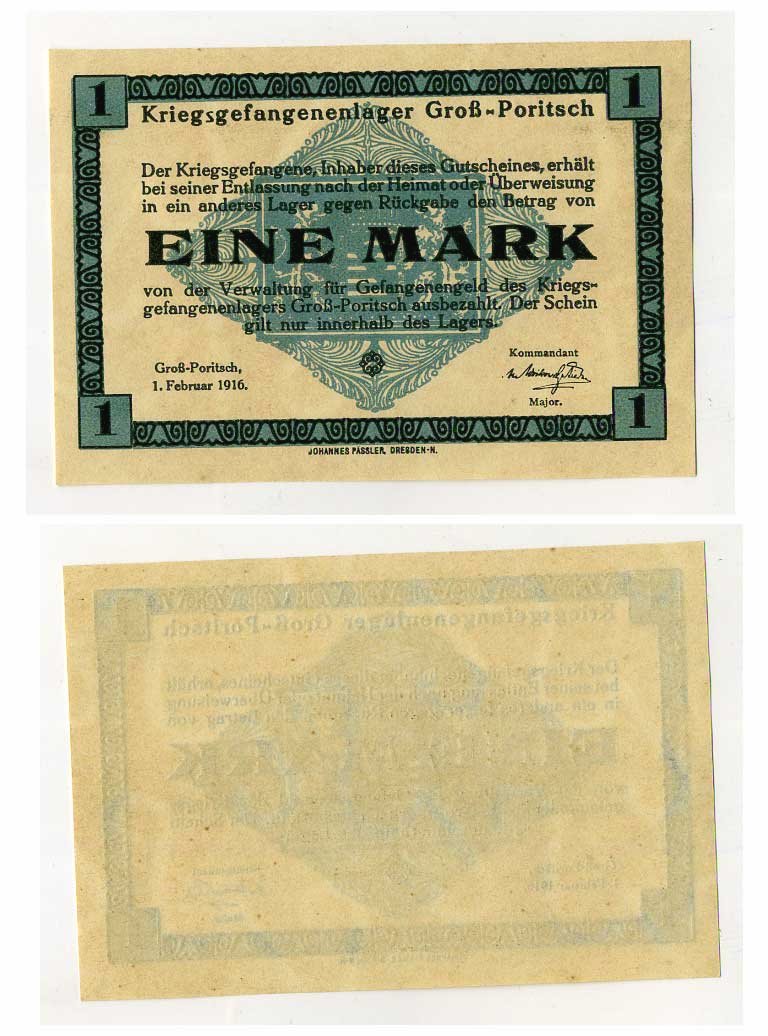 1 1
Kriegsgefangenenlager Groß-Poritsch
Der Kriegsgefangene, Inhaber dieses Gutscheines, erhält
bei seiner Entlassung nach der Heimat oder Überweisung
in ein anderes Lager gegen Rückgabe den Betrag von
EINE MARK
von der Verwaltung für Gefangenengeld des Kriegs-
gefangenenlagers Groß-Poritsch ausbezahlt. Der Schein
gilt nur innerhalb des Lagers.
Groß-Poritsch,
1. Februar 1916.
Kommandant
Major.
1 1
JOHANNES PÄSSLER, DRESDEN-N.